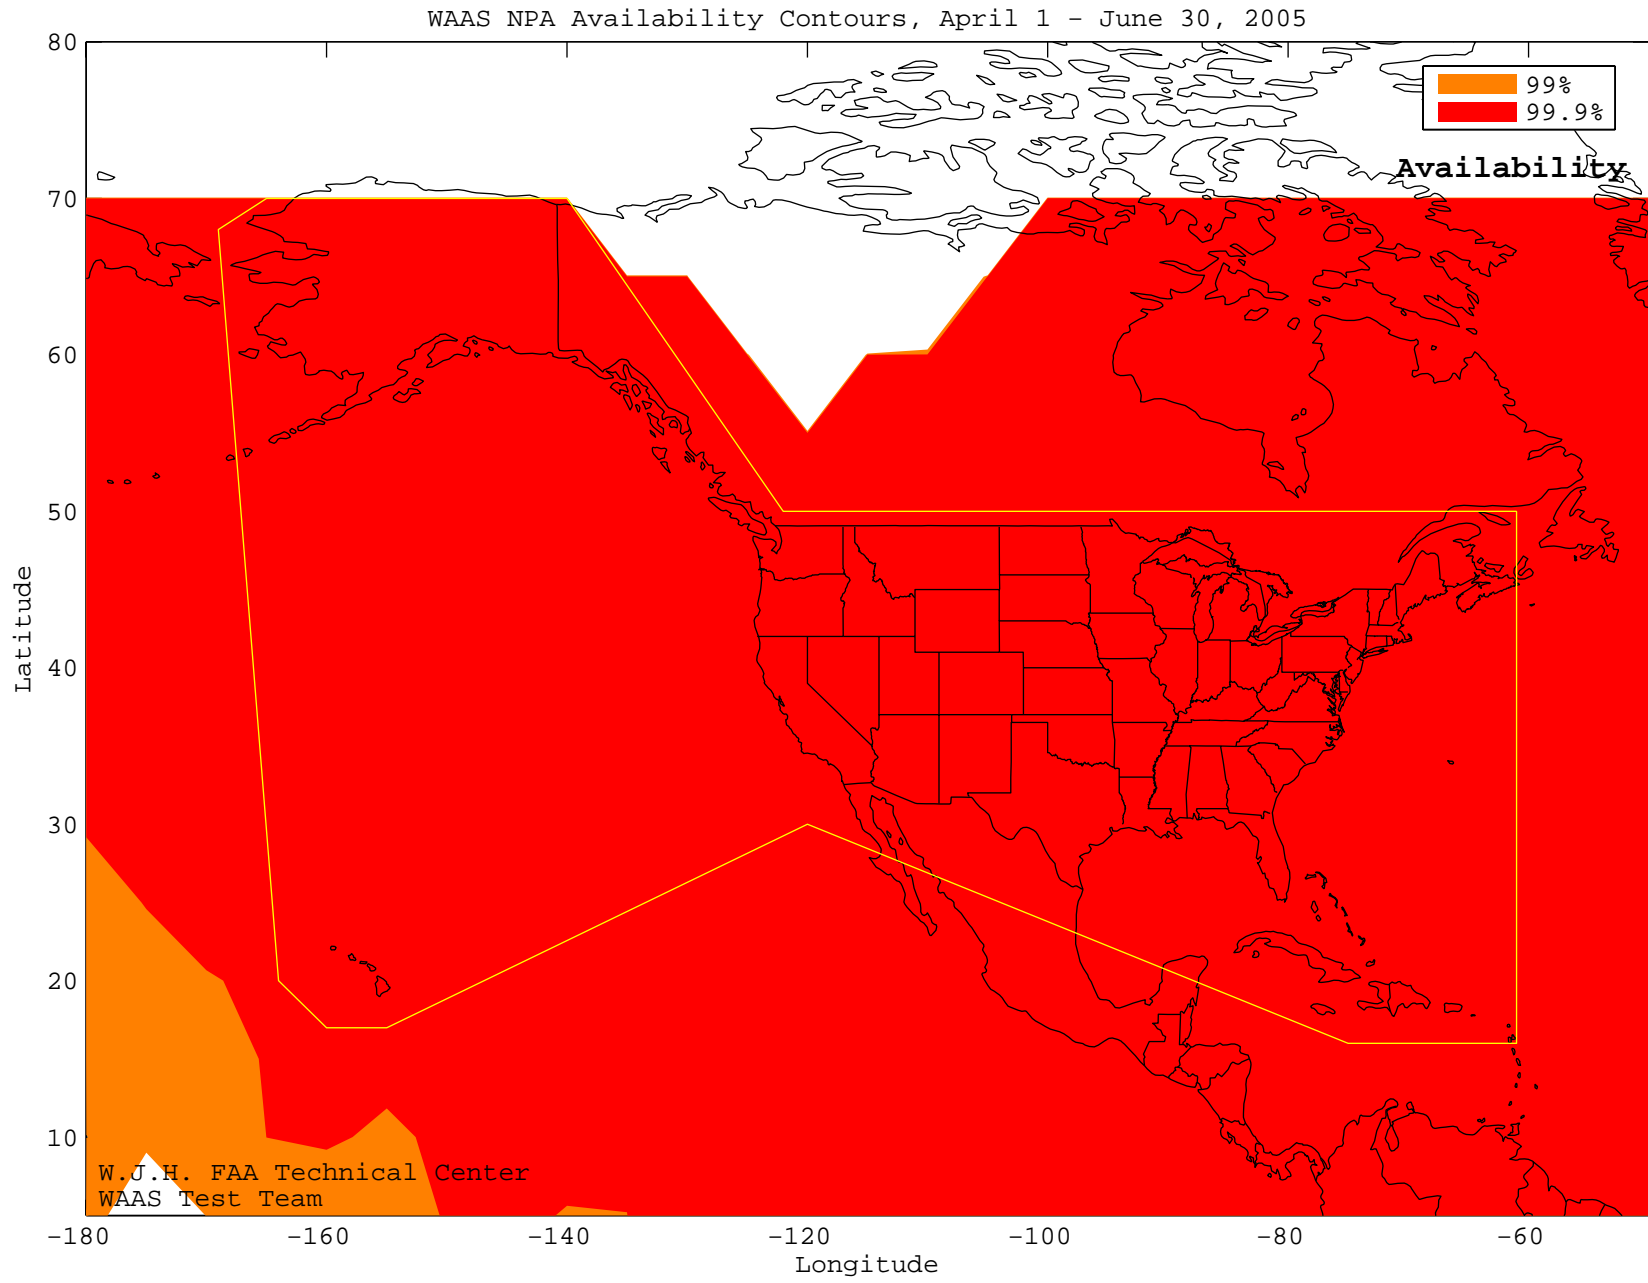 WAAS NPA Availability Contours, April 1 - June 30, 2005
80
70
60
50
40
30
20
10
Latitude
99%
99.9%
Availability
W.J.H. FAA Technical Center
WAAS Test Team
-180 -160 -140 -120 -100 -80 -60
Longitude